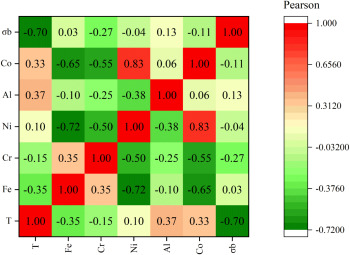 Pearson
σb -0.70 0.03 -0.27 -0.04 0.13 -0.11 1.00
Co 0.33 -0.65 -0.55 0.83 0.06 1.00 -0.11
Al 0.37 -0.10 -0.25 -0.38 1.00 0.06 0.13
Ni 0.10 -0.72 -0.50 1.00 -0.38 0.83 -0.04
Cr -0.15 0.35 1.00 -0.50 -0.25 -0.55 -0.27
Fe -0.35 1.00 0.35 -0.72 -0.10 -0.65 0.03
T 1.00 -0.35 -0.15 0.10 0.37 0.33 -0.70
T Fe Cr Ni Al Co σb
1.000
0.6560
0.3120
-0.03200
-0.3760
-0.7200